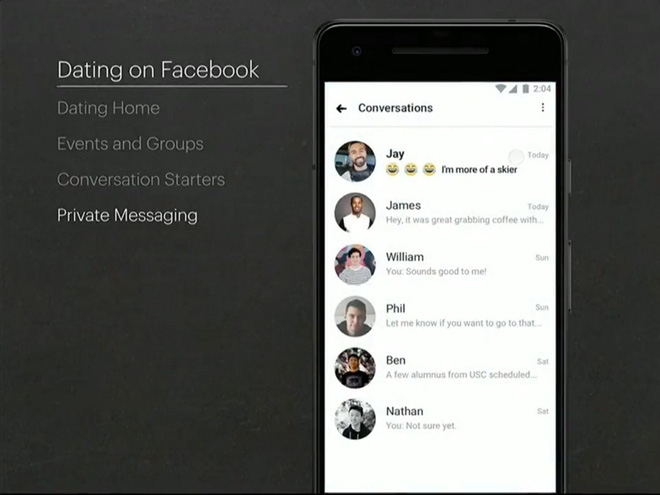 Dating on Facebook
Dating Home
Events and Groups
Conversation Starters
Private Messaging
2:04
Conversations
Jay
Today
😂 😂 😂 I'm more of a skier
James
Today
Hey, it was great grabbing coffee with...
William
Sun
You: Sounds good to me!
Phil
Sun
Let me know if you want to go to that...
Ben
Sat
A few alumnus from USC scheduled...
Nathan
Sat
You: Not sure yet.